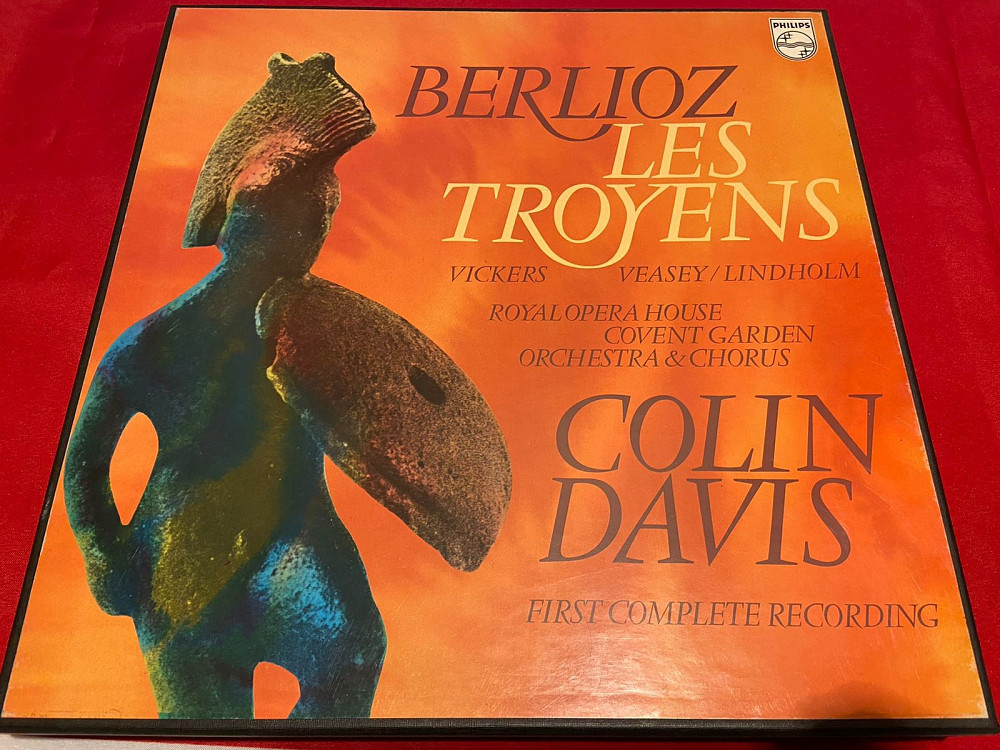 PHILIPS
BERLIOZ
LES
TROYENS
VICKERS VEASEY/LINDHOLM
ROYAL OPERA HOUSE
COVENT GARDEN
ORCHESTRA & CHORUS
COLIN
DAVIS
FIRST COMPLETE RECORDING